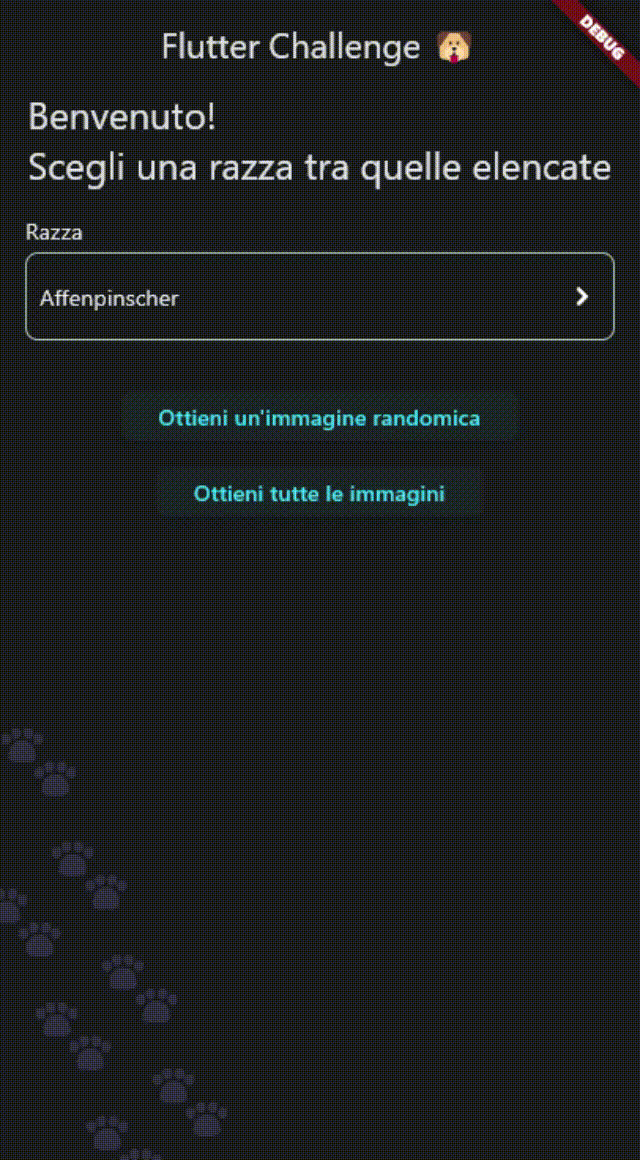 Flutter Challenge 🐶
DEBUG
Benvenuto!
Scegli una razza tra quelle elencate
Razza
Affenpinscher
Ottieni un'immagine randomica
Ottieni tutte le immagini